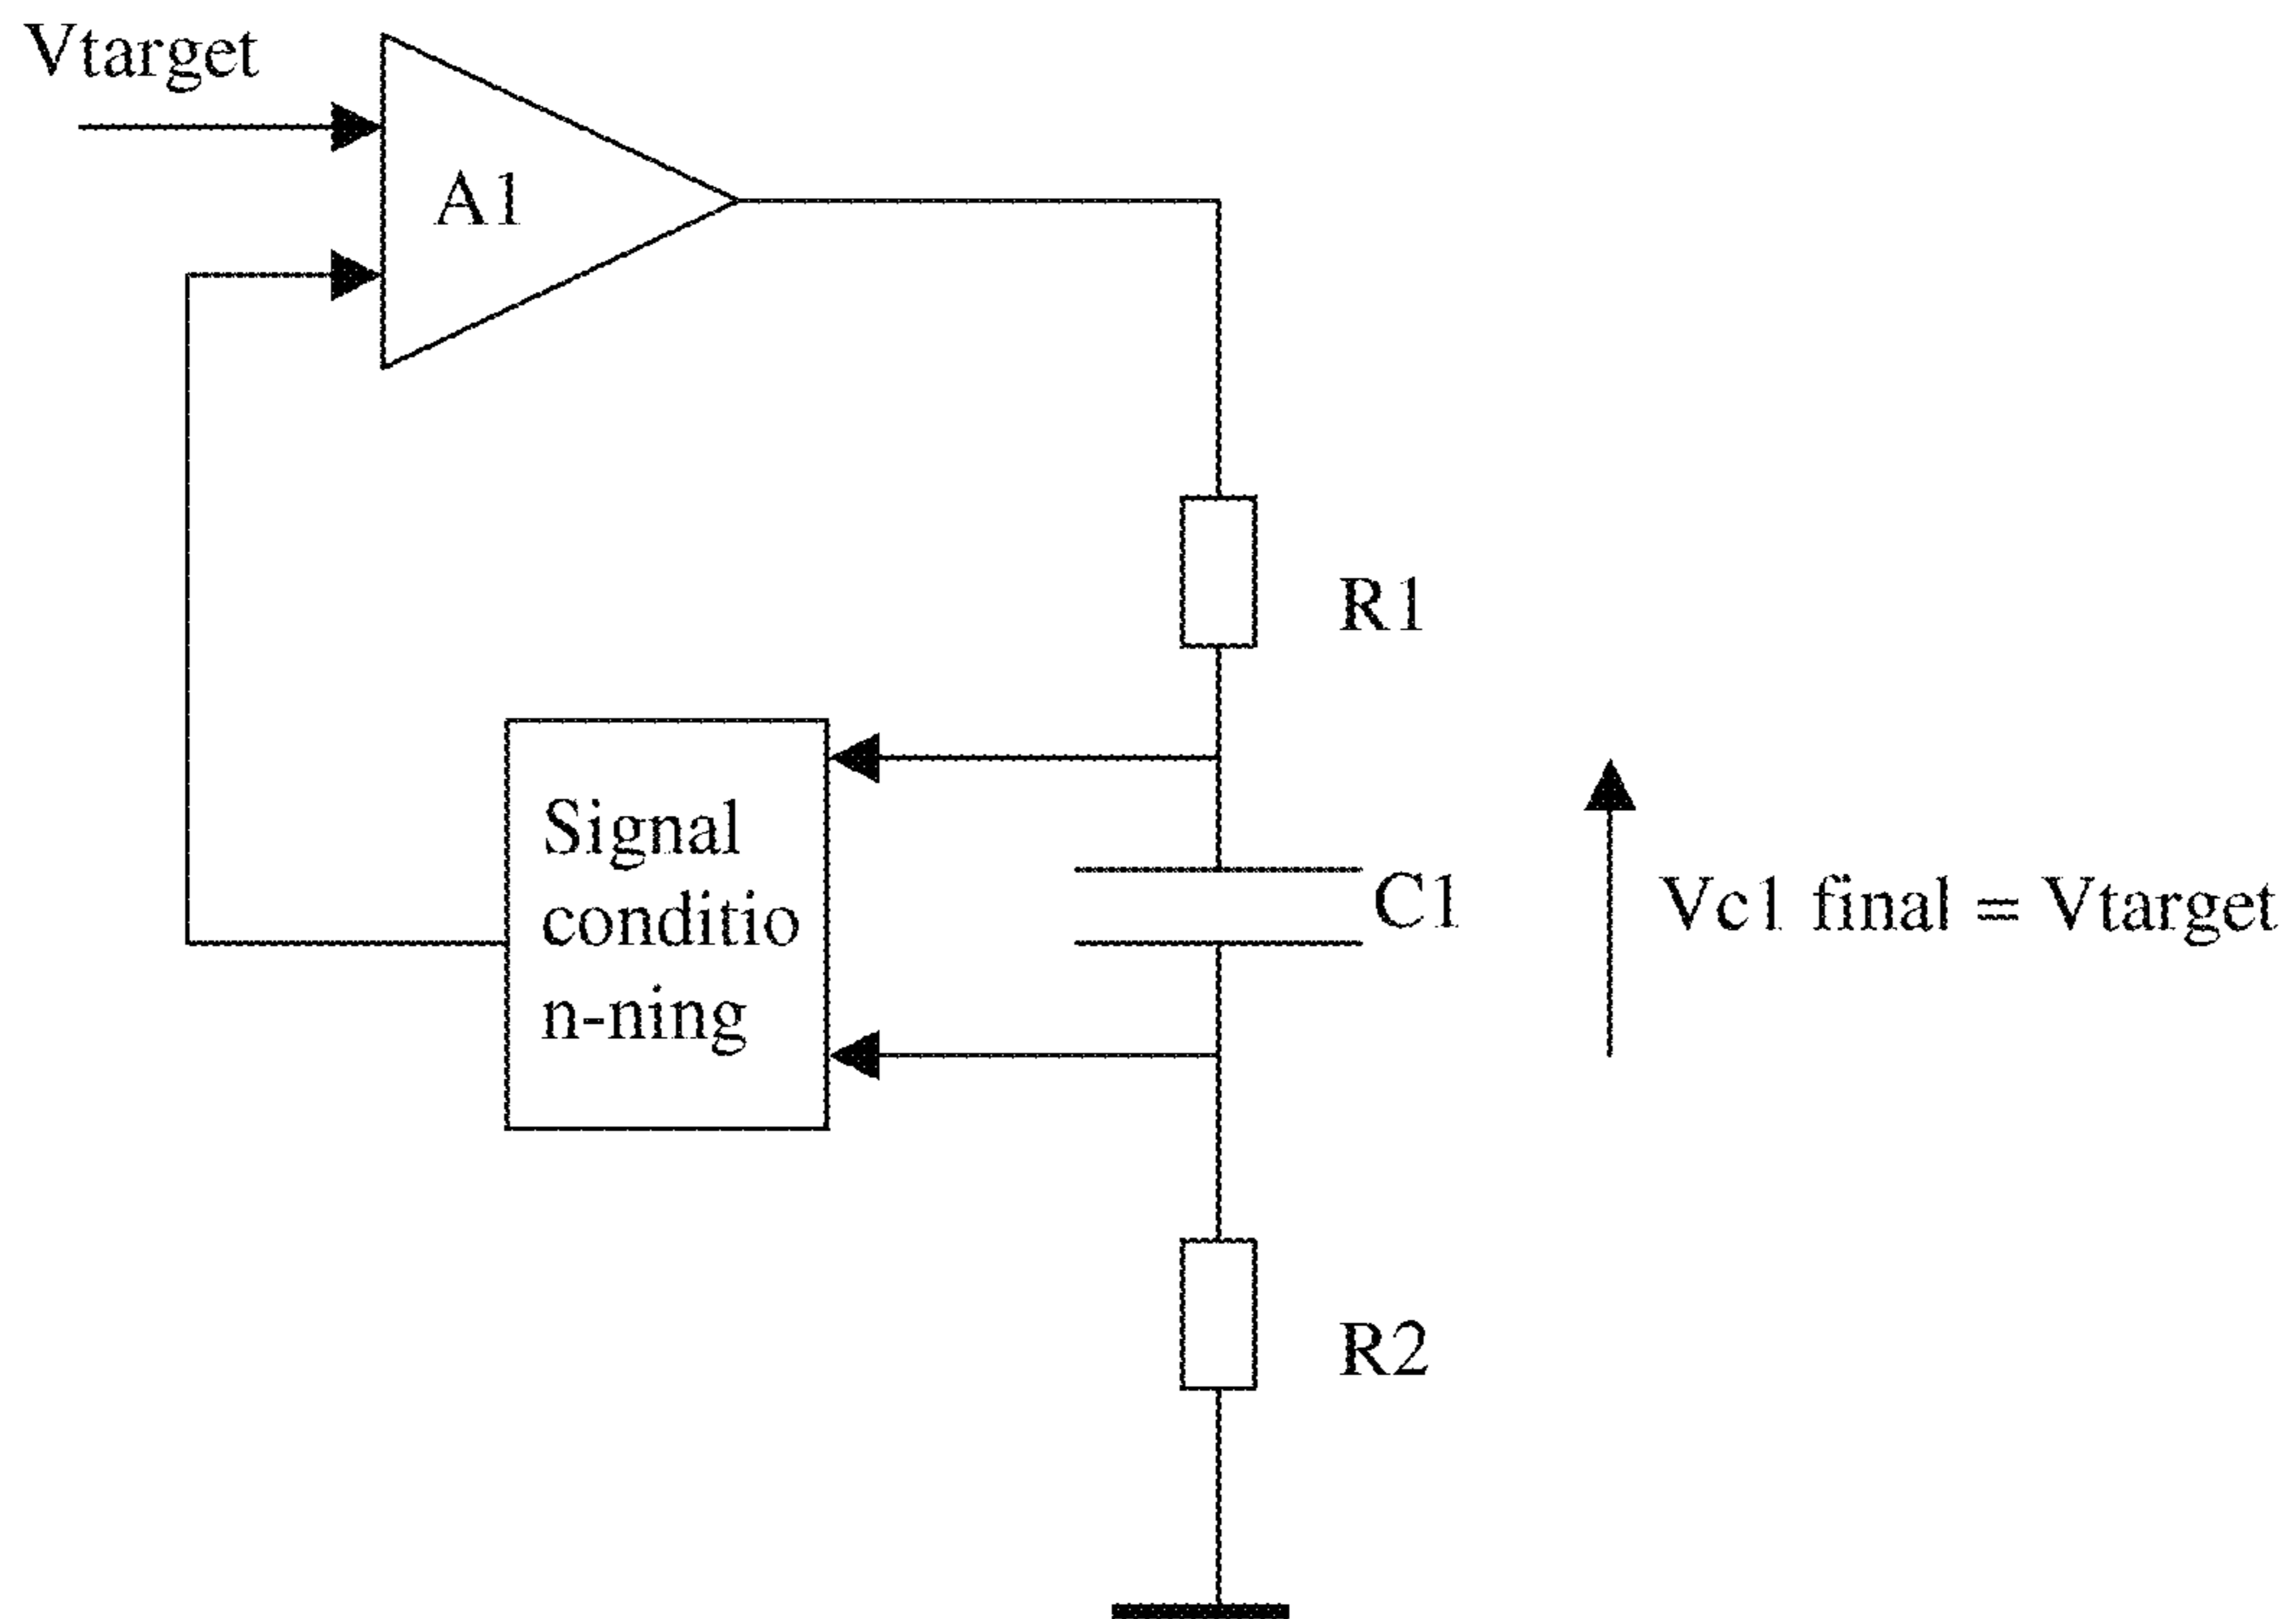 Vtarget
A1
R1
Signal
conditio
n-ning
C1
Vc1 final = Vtarget
R2